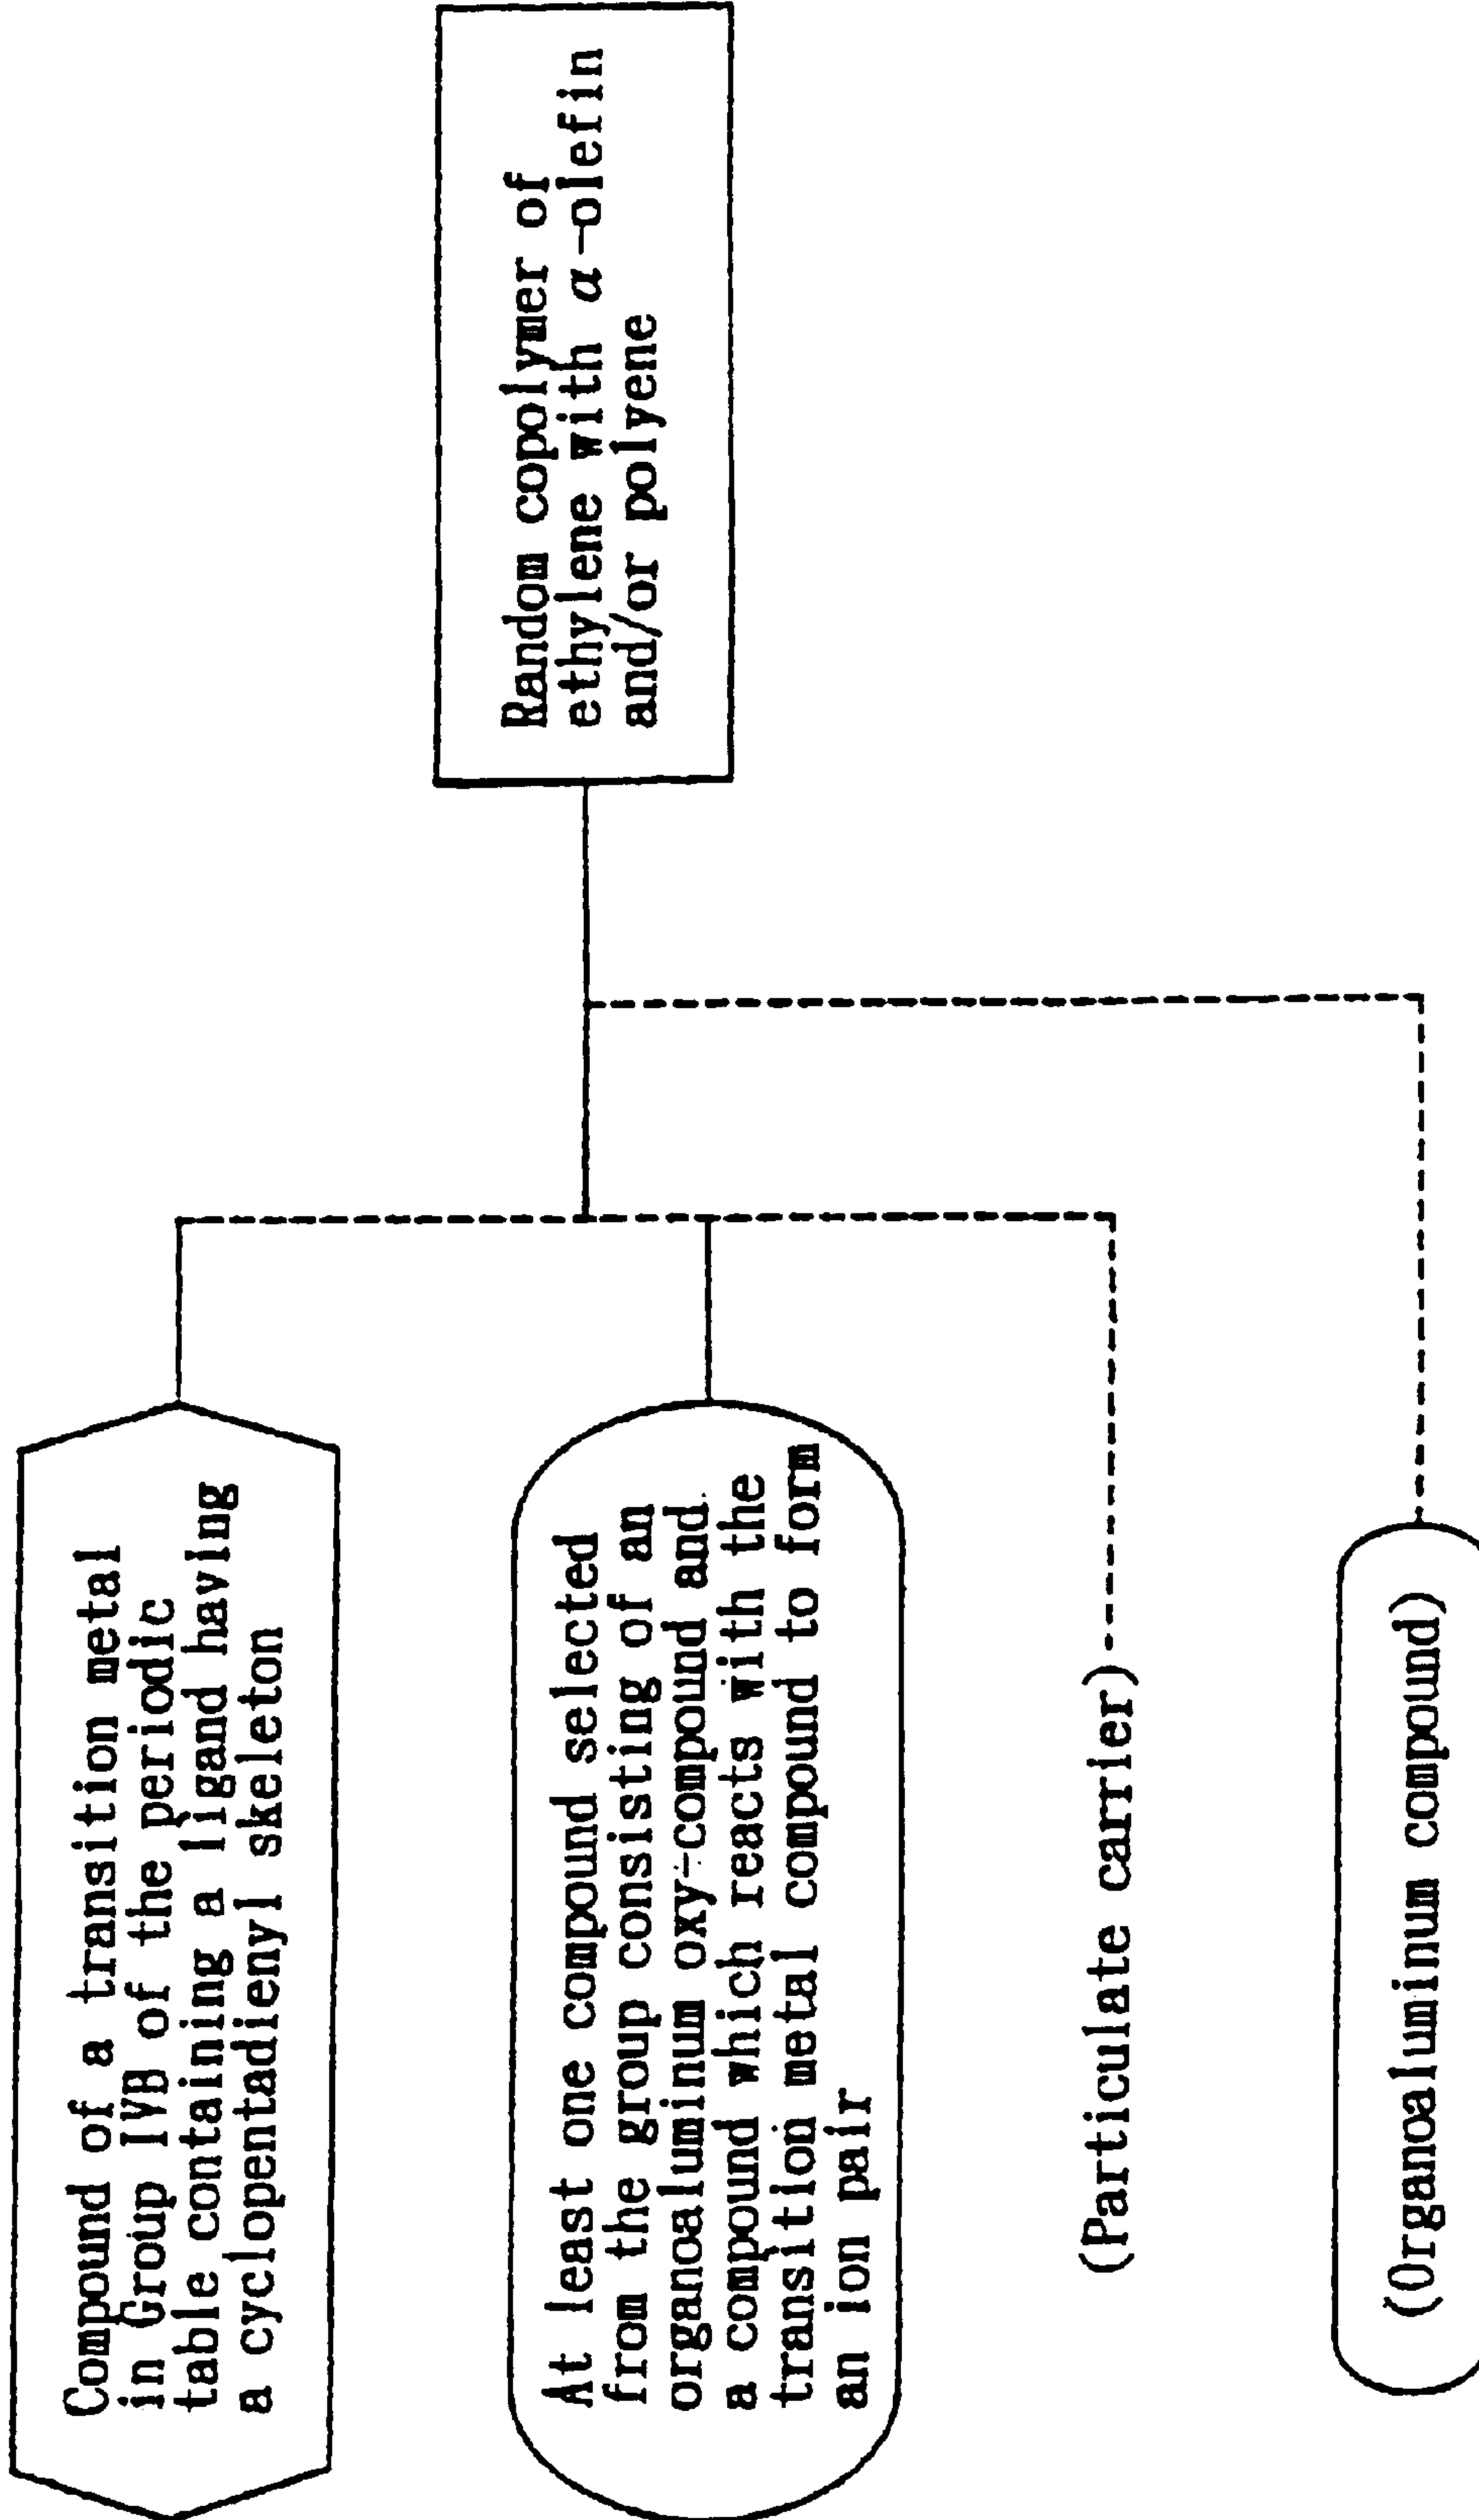 Compound of a transition metal
in Group IVB of the periodic
table containing a ligand having
a cyclopentadienyl skeleton
At least one compound selected
from the group consisting of an
organoaluminum oxy-compound and
a compound which reacts with the
transition metal compound to form
an ion pair
(Particulate carrier)
(Organoaluminum compound)
Random copolymer of
ethylene with α-olefin
and/or polyene